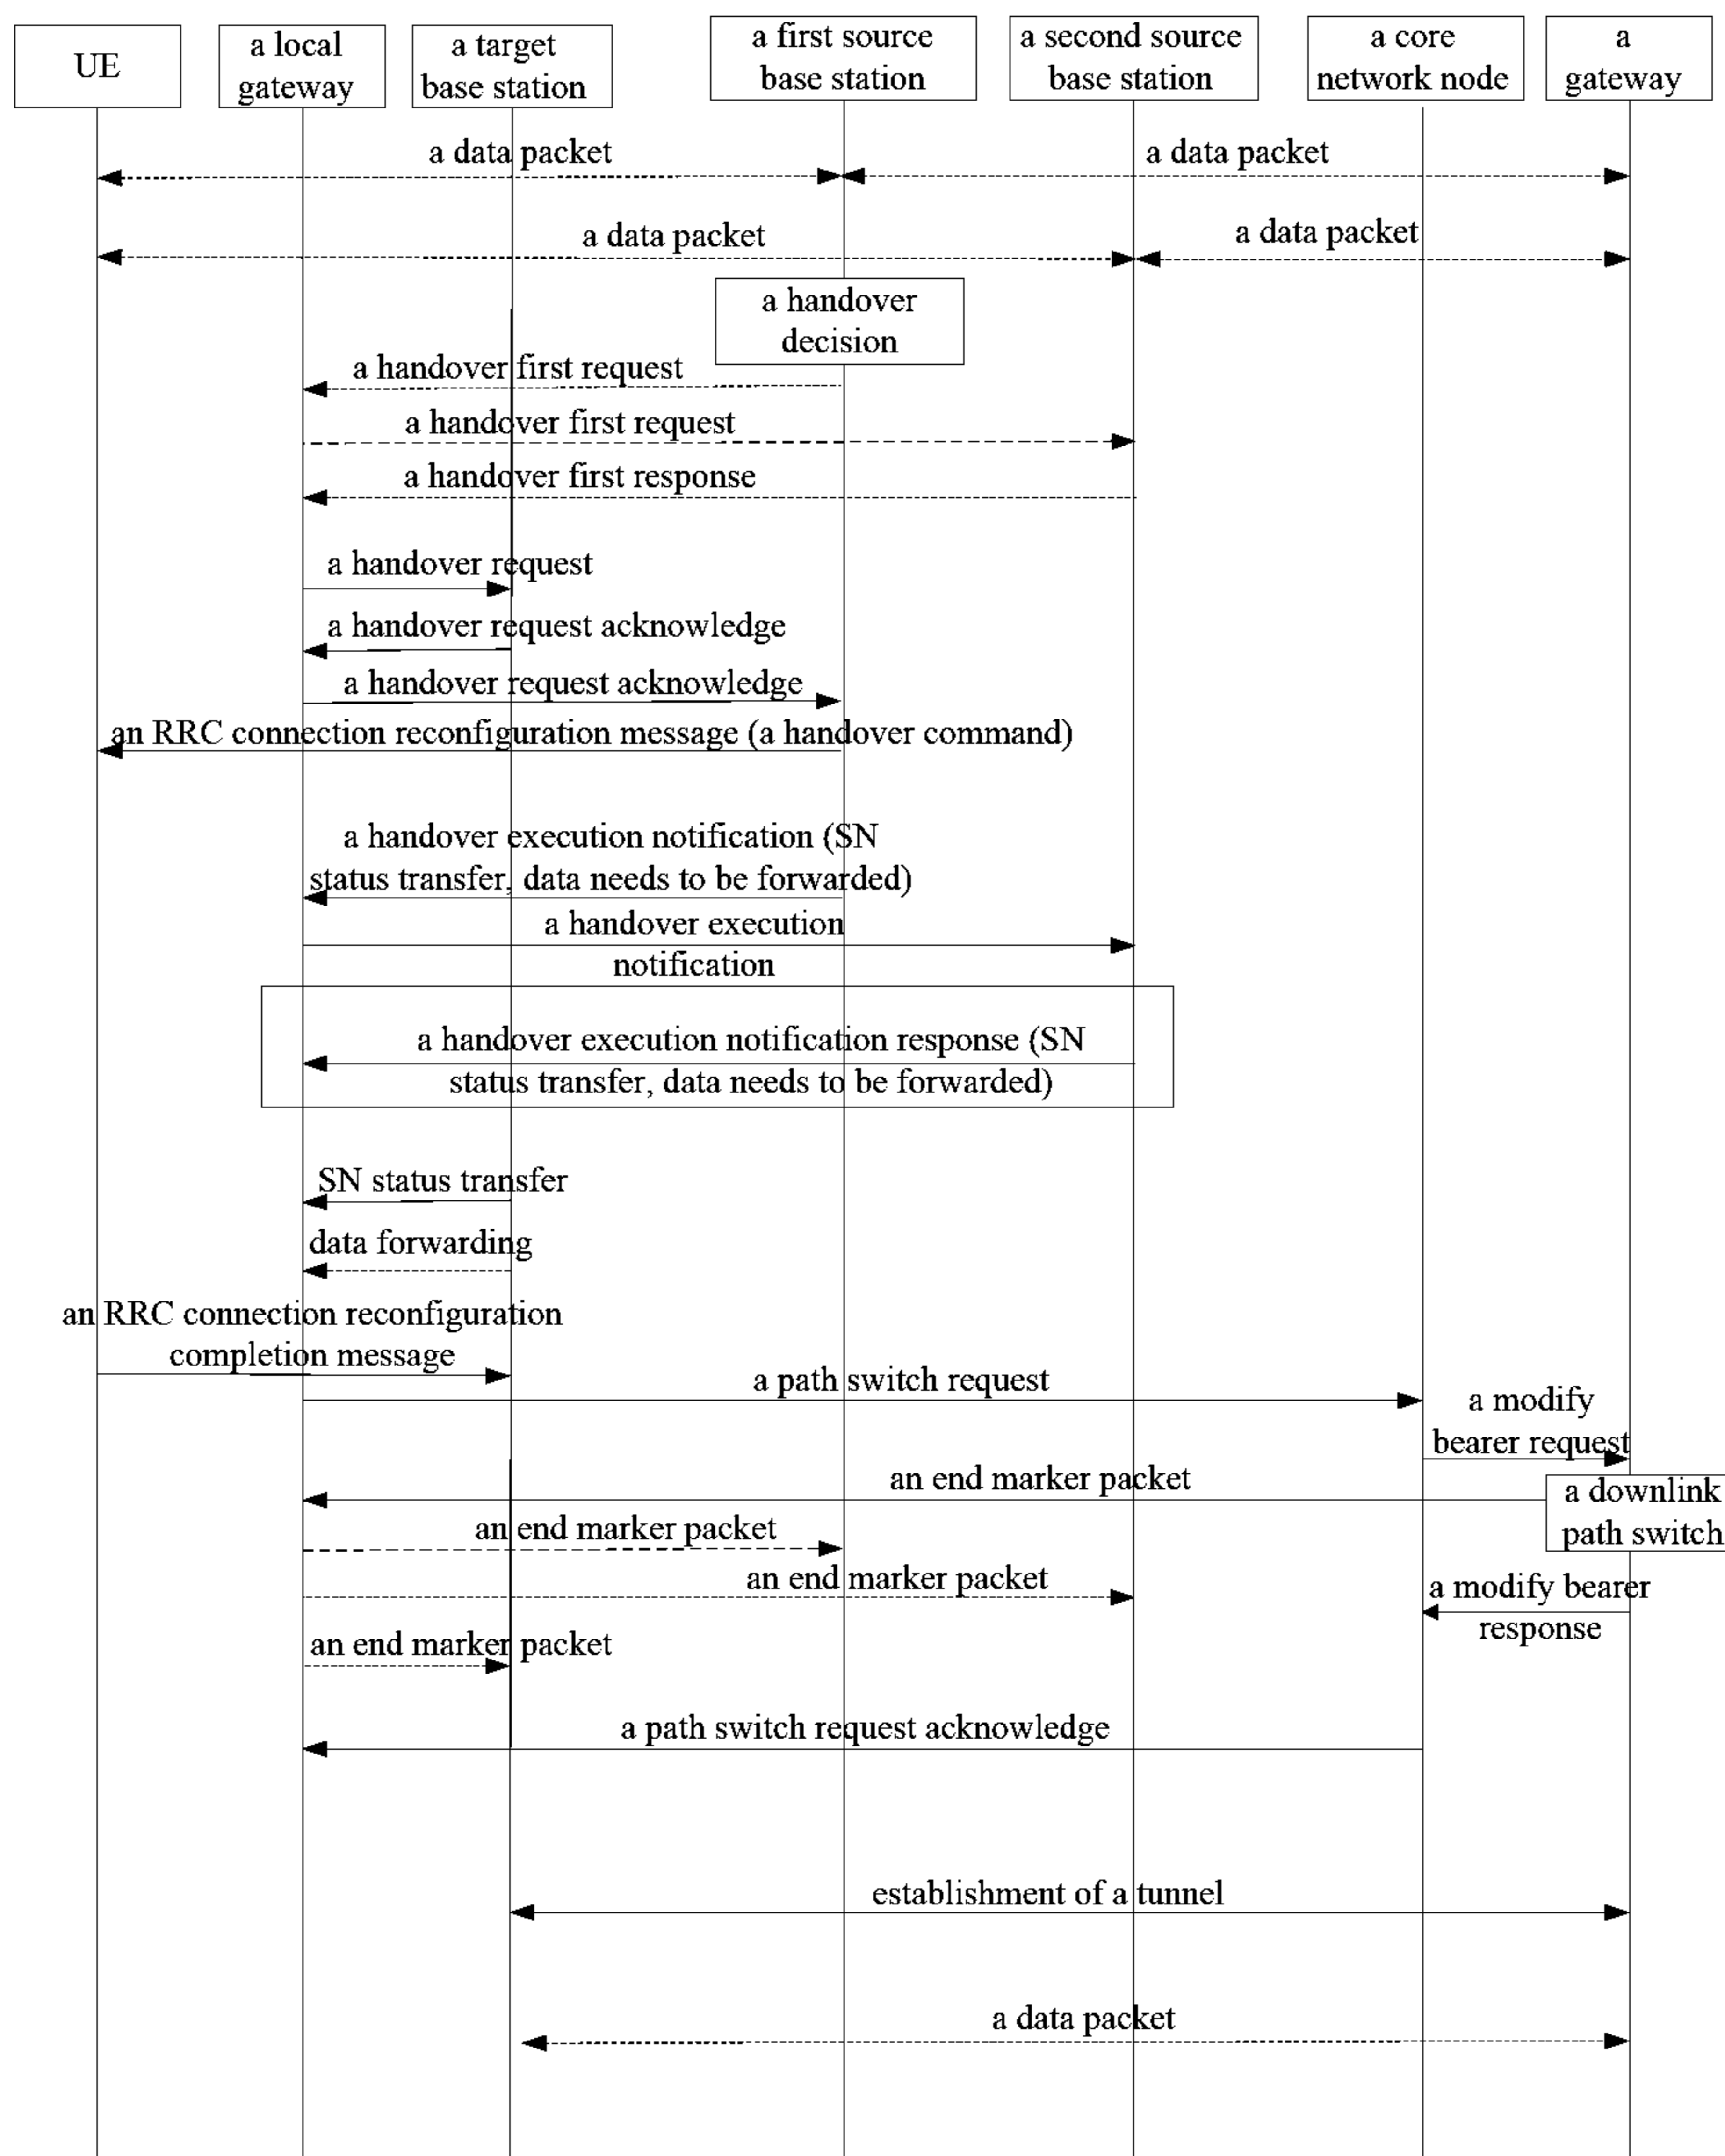 UE
a local
gateway
a target
base station
a first source
base station
a second source
base station
a core
network node
a
gateway
a data packet
a data packet
a data packet
a data packet
a handover
decision
a handover first request
a handover first request
a handover first response
a handover request
a handover request acknowledge
a handover request acknowledge
an RRC connection reconfiguration message (a handover command)
a handover execution notification (SN
status transfer, data needs to be forwarded)
a handover execution
notification
a handover execution notification response (SN
status transfer, data needs to be forwarded)
SN status transfer
data forwarding
an RRC connection reconfiguration
completion message
a path switch request
a modify
bearer request
an end marker packet
a downlink
path switch
an end marker packet
an end marker packet
a modify bearer
response
an end marker packet
a path switch request acknowledge
establishment of a tunnel
a data packet